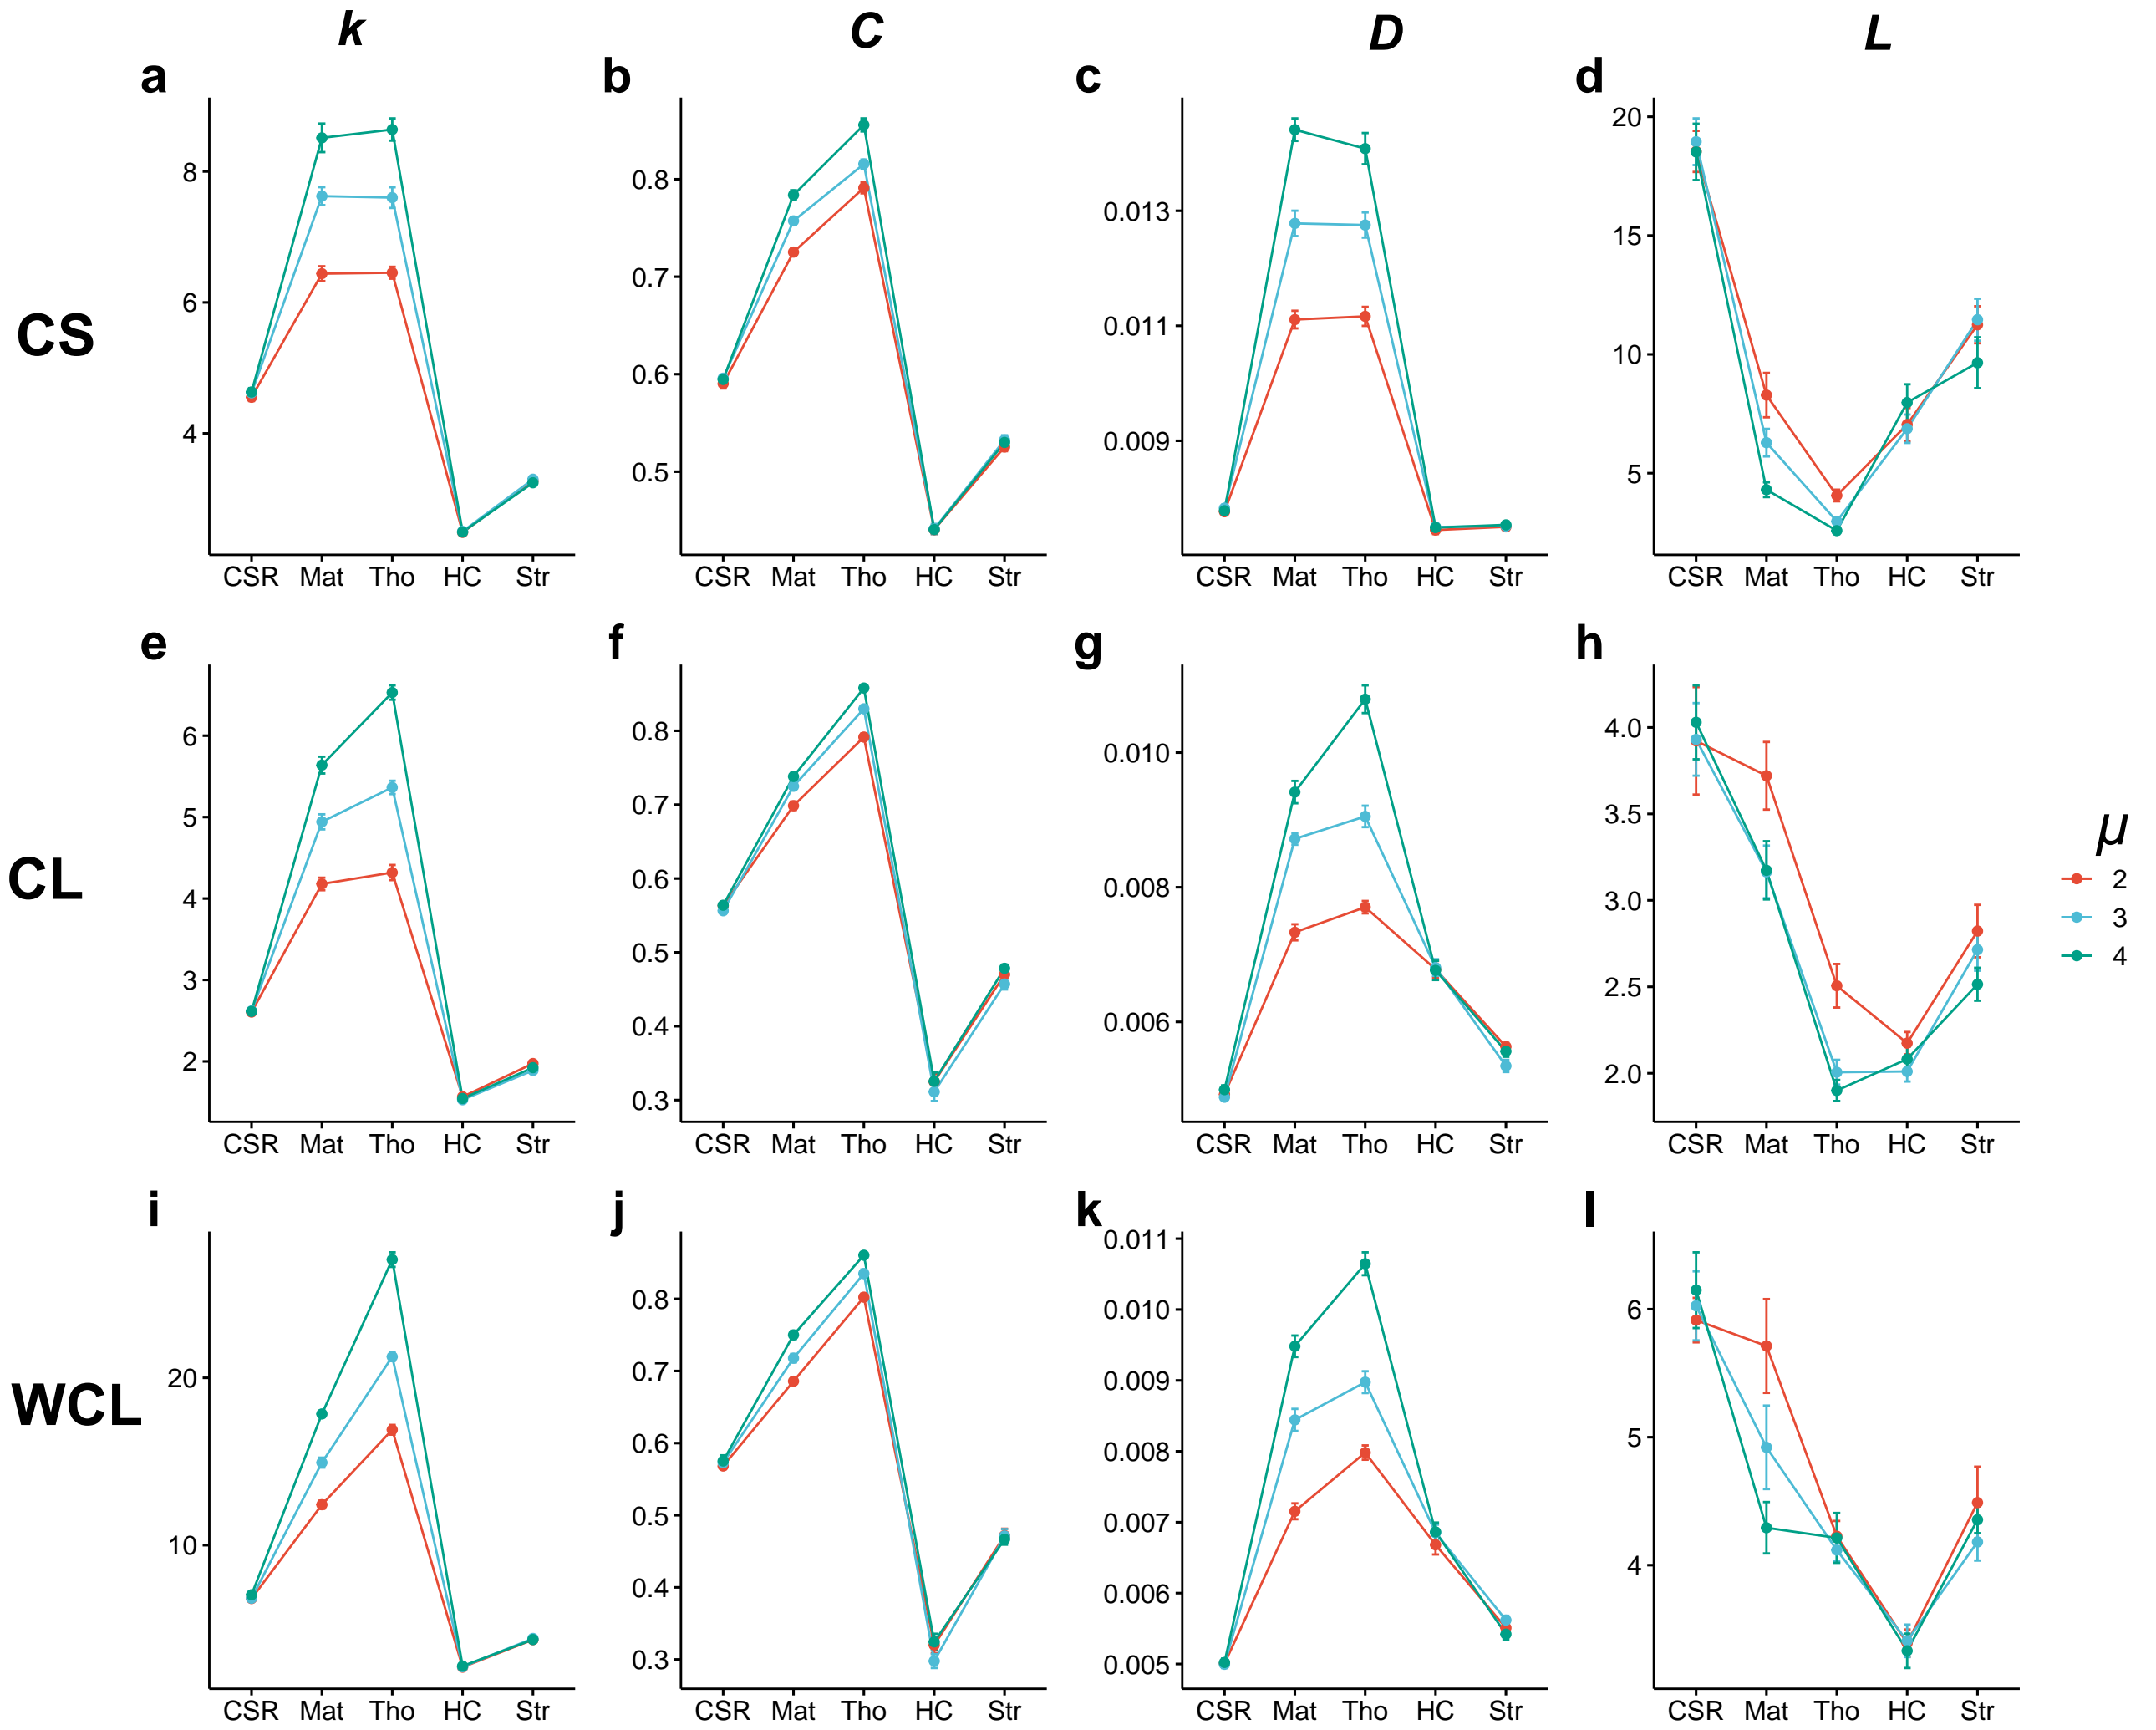 k C D L
a b c d
CS
8
6
4
CSR Mat Tho HC Str
0.8
0.7
0.6
0.5
CSR Mat Tho HC Str
0.013
0.011
0.009
CSR Mat Tho HC Str
20
15
10
5
CSR Mat Tho HC Str
e f g h
CL
6
5
4
3
2
CSR Mat Tho HC Str
0.8
0.7
0.6
0.5
0.4
0.3
CSR Mat Tho HC Str
0.010
0.008
0.006
CSR Mat Tho HC Str
4.0
3.5
3.0
2.5
2.0
CSR Mat Tho HC Str
μ
2
3
4
i j k l
WCL
20
10
CSR Mat Tho HC Str
0.8
0.7
0.6
0.5
0.4
0.3
CSR Mat Tho HC Str
0.011
0.010
0.009
0.008
0.007
0.006
0.005
CSR Mat Tho HC Str
6
5
4
CSR Mat Tho HC Str